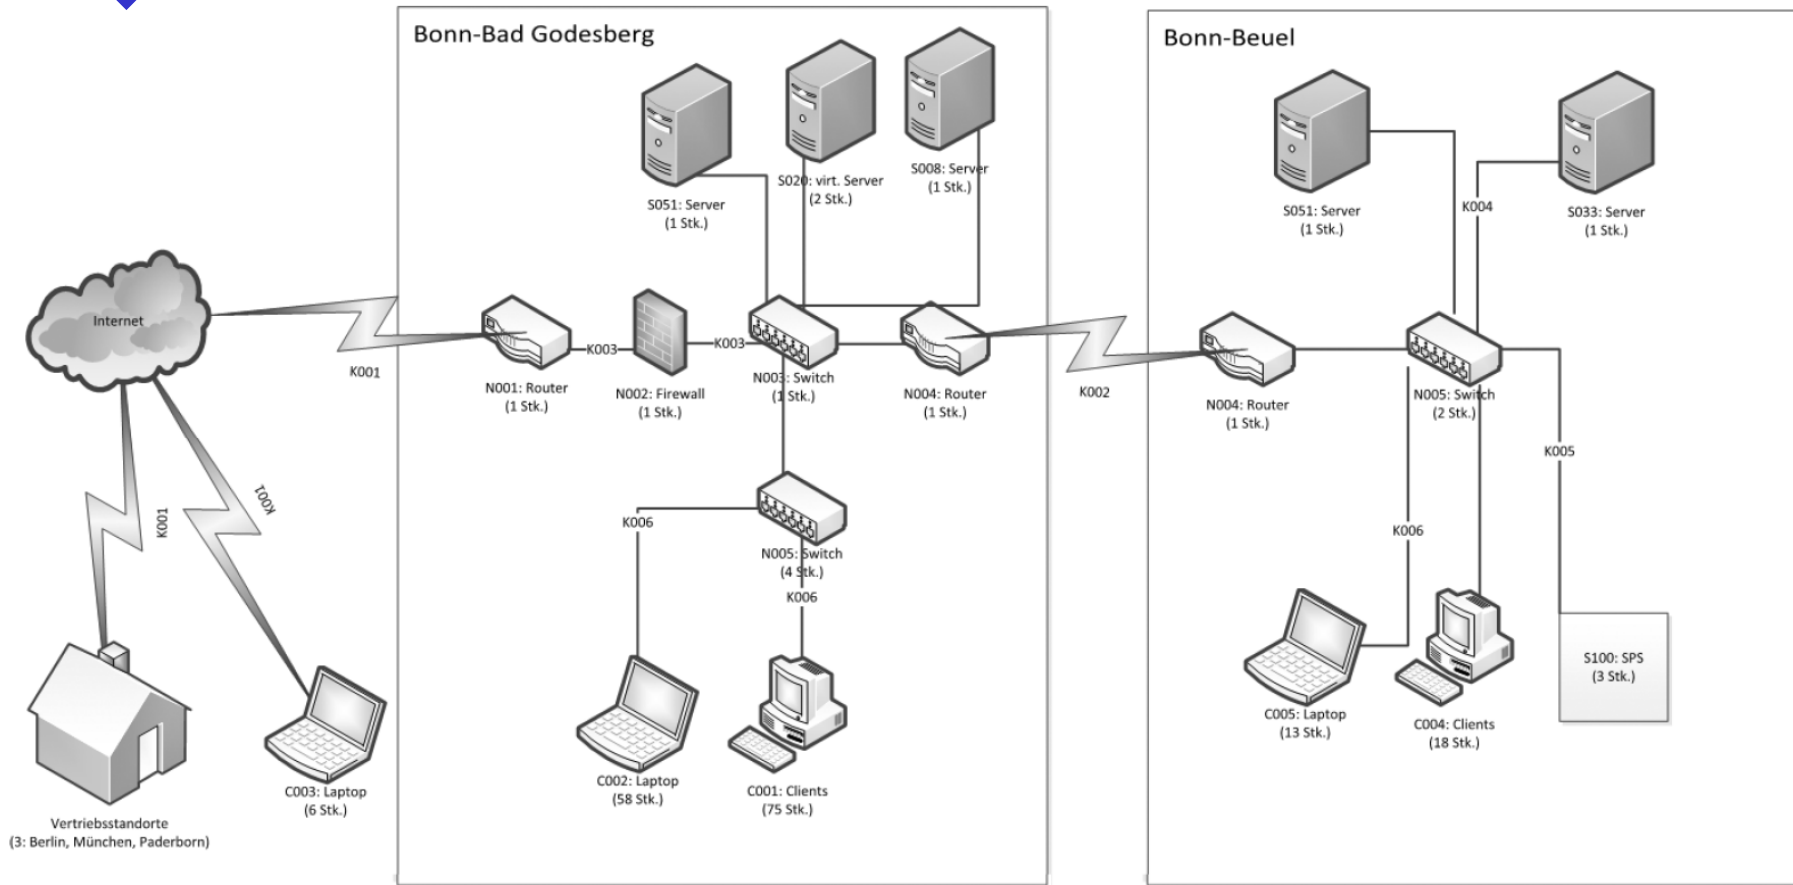 Bonn-Bad Godesberg
S051: Server
(1 Stk.)
S020: virt. Server
(2 Stk.)
S008: Server
(1 Stk.)
Internet
K001
N001: Router
(1 Stk.)
K003
N002: Firewall
(1 Stk.)
K003
N003: Switch
(1 Stk.)
N004: Router
(1 Stk.)
K002
K001
K001
K006
N005: Switch
(4 Stk.)
K006
Vertriebsstandorte
(3: Berlin, München, Paderborn)
C003: Laptop
(6 Stk.)
C002: Laptop
(58 Stk.)
C001: Clients
(75 Stk.)
Bonn-Beuel
S051: Server
(1 Stk.)
K004
S033: Server
(1 Stk.)
N004: Router
(1 Stk.)
N005: Switch
(2 Stk.)
K005
K006
C005: Laptop
(13 Stk.)
C004: Clients
(18 Stk.)
S100: SPS
(3 Stk.)